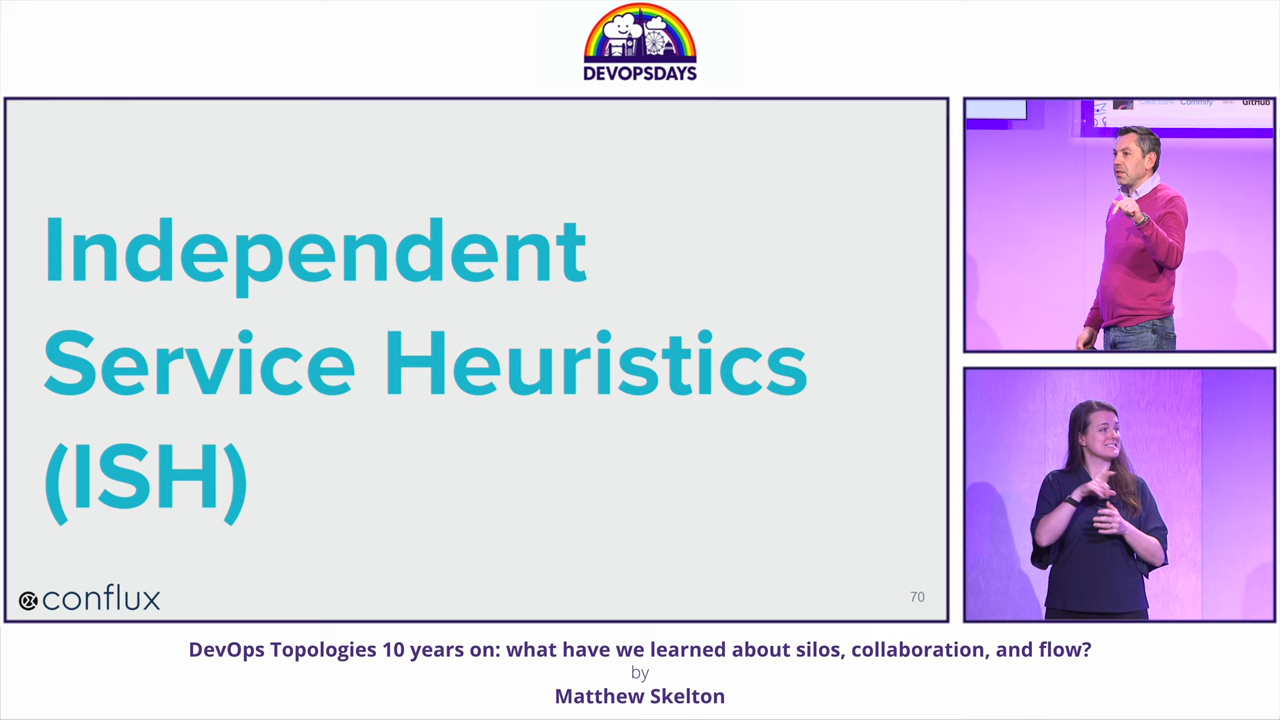 DEVOPSDAYS
Independent
Service Heuristics
(ISH)
conflux
70
Commify
GitHub
DevOps Topologies 10 years on: what have we learned about silos, collaboration, and flow?
by
Matthew Skelton